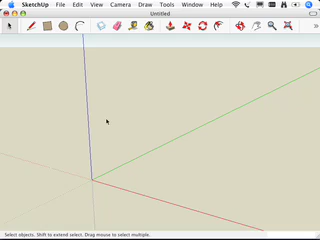 SketchUp File Edit View Camera Draw Tools Window Help
Untitled
Select objects. Shift to extend select. Drag mouse to select multiple.